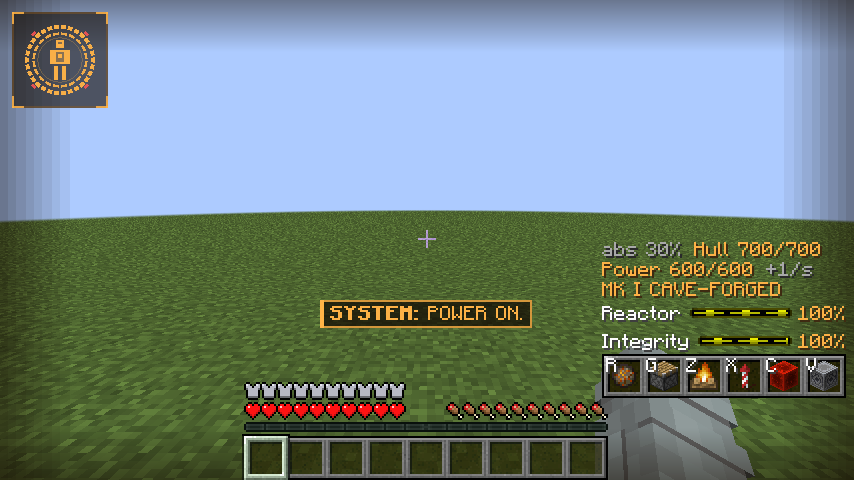 abs 30% Hull 700/700
Power 600/600 +1/s
MK I CAVE-FORGED
SYSTEM: POWER ON.
Reactor 100%
Integrity 100%
R G Z X C V